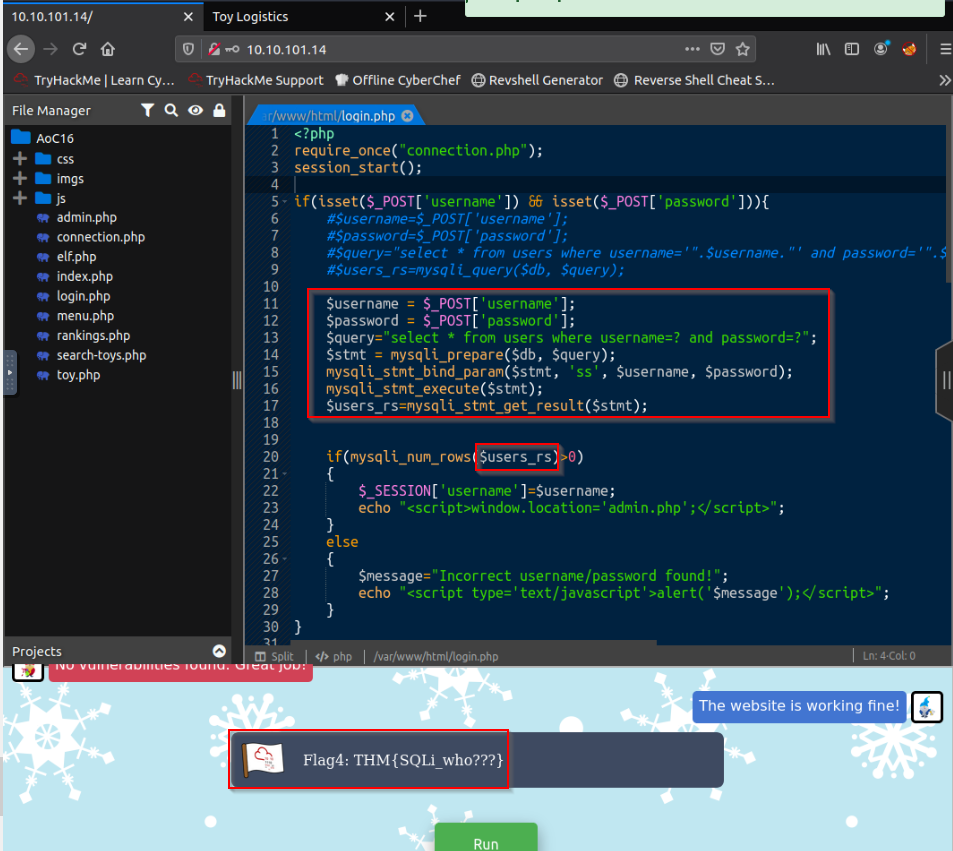 10.10.101.14/
Toy Logistics
10.10.101.14
TryHackMe | Learn Cy…
TryHackMe Support
Offline CyberChef
Revshell Generator
Reverse Shell Cheat S…
File Manager
AoC16
css
imgs
js
admin.php
connection.php
elf.php
index.php
login.php
menu.php
rankings.php
search-toys.php
toy.php
Projects
ar/www/html/login.php
1 <?php
2 require_once("connection.php");
3 session_start();
4
5 if(isset($_POST['username']) && isset($_POST['password'])){
6 #$username=$_POST['username'];
7 #$password=$_POST['password'];
8 #$query="select * from users where username='".$username."' and password='".$
9 #$users_rs=mysqli_query($db, $query);
10
11 $username = $_POST['username'];
12 $password = $_POST['password'];
13 $query="select * from users where username=? and password=?";
14 $stmt = mysqli_prepare($db, $query);
15 mysqli_stmt_bind_param($stmt, 'ss', $username, $password);
16 mysqli_stmt_execute($stmt);
17 $users_rs=mysqli_stmt_get_result($stmt);
18
19
20 if(mysqli_num_rows($users_rs)>0)
21 {
22 $_SESSION['username']=$username;
23 echo "<script>window.location='admin.php';</script>";
24 }
25 else
26 {
27 $message="Incorrect username/password found!";
28 echo "<script type='text/javascript'>alert('$message');</script>";
29 }
30 }
31
Split
</> php
/var/www/html/login.php
Ln: 4-Col: 0
No vulnerabilities found. Great job!
The website is working fine!
Flag4: THM{SQLi_who???}
Run